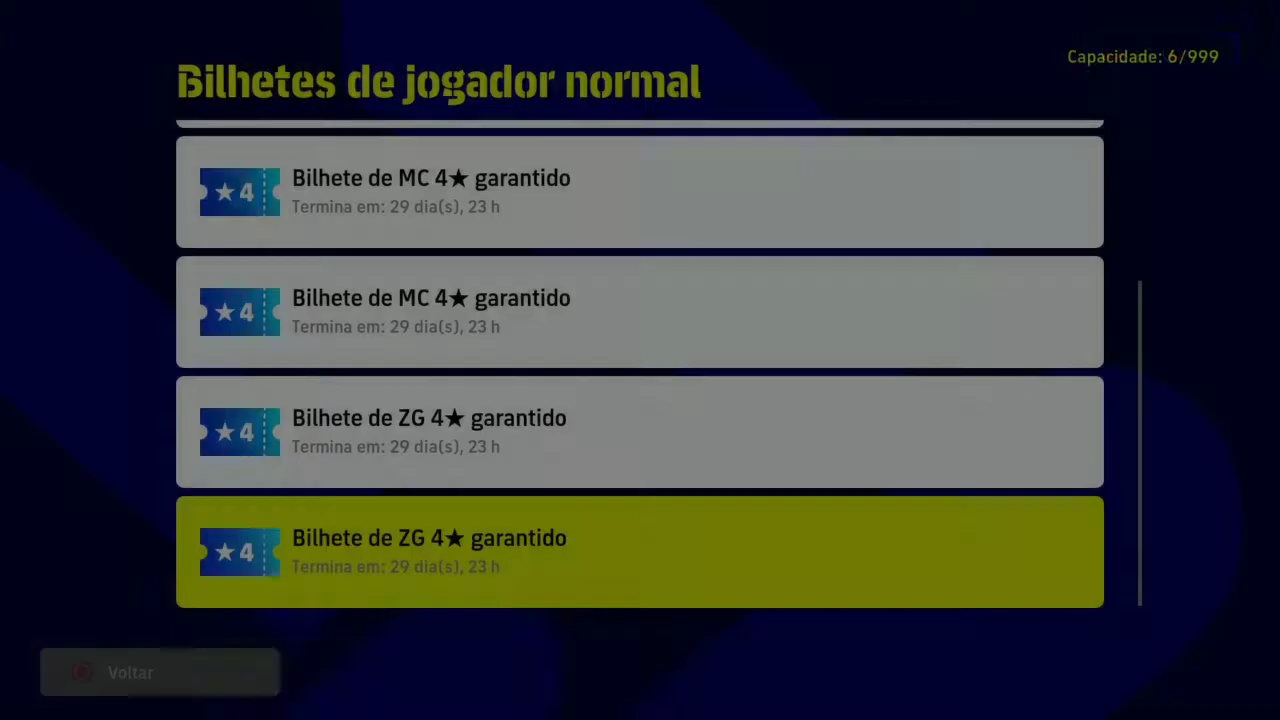 Capacidade: 6/999
Bilhetes de jogador normal
★4
Bilhete de MC 4★ garantido
Termina em: 29 dia(s), 23 h
★4
Bilhete de MC 4★ garantido
Termina em: 29 dia(s), 23 h
★4
Bilhete de ZG 4★ garantido
Termina em: 29 dia(s), 23 h
★4
Bilhete de ZG 4★ garantido
Termina em: 29 dia(s), 23 h
Voltar